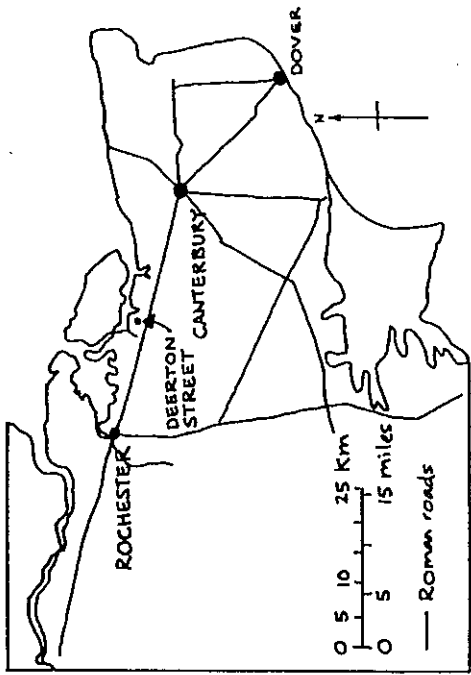 ROCHESTER
DEERTON
STREET
CANTERBURY
DOVER
N
0 5 10 25 Km
0 5 15 miles
Roman roads